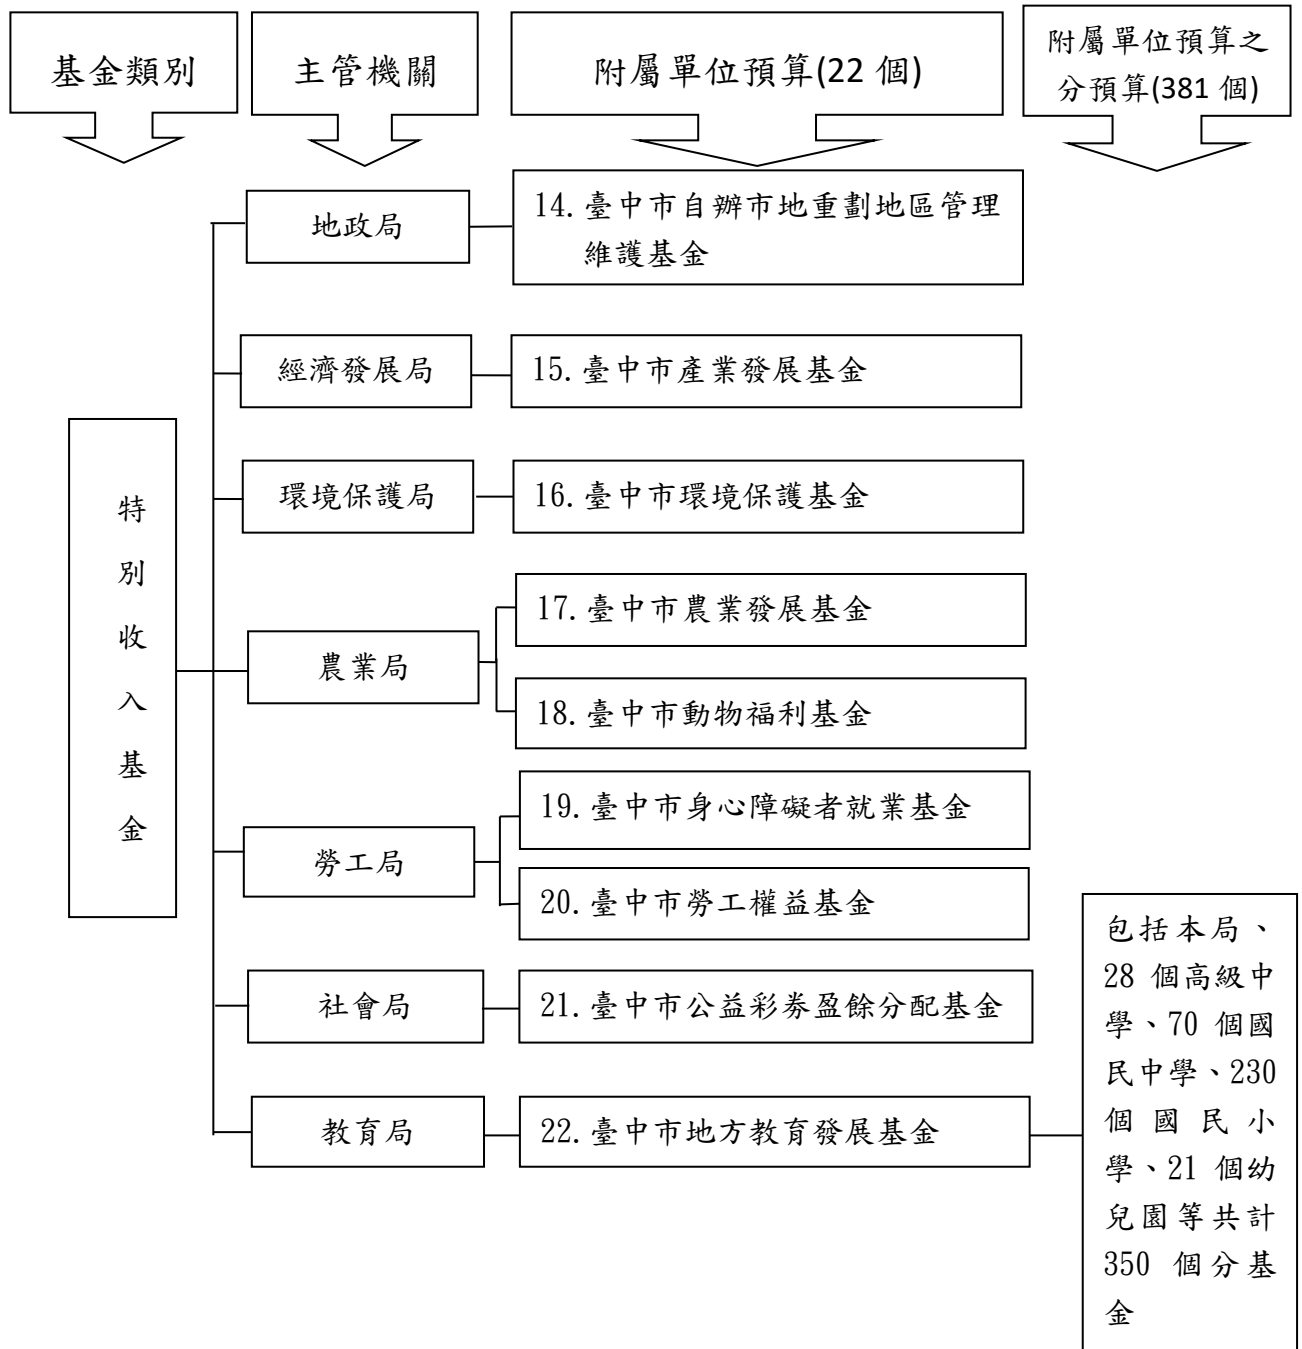 基金類別
主管機關
附屬單位預算(22 個)
附屬單位預算之
分預算(381 個)
特
別
收
入
基
金
地政局
14. 臺中市自辦市地重劃地區管理
維護基金
經濟發展局
15. 臺中市產業發展基金
環境保護局
16. 臺中市環境保護基金
農業局
17. 臺中市農業發展基金
18. 臺中市動物福利基金
勞工局
19. 臺中市身心障礙者就業基金
20. 臺中市勞工權益基金
社會局
21. 臺中市公益彩券盈餘分配基金
教育局
22. 臺中市地方教育發展基金
包括本局、
28 個高級中
學、70 個國
民中學、230
個國民小
學、21 個幼
兒園等共計
350 個分基
金